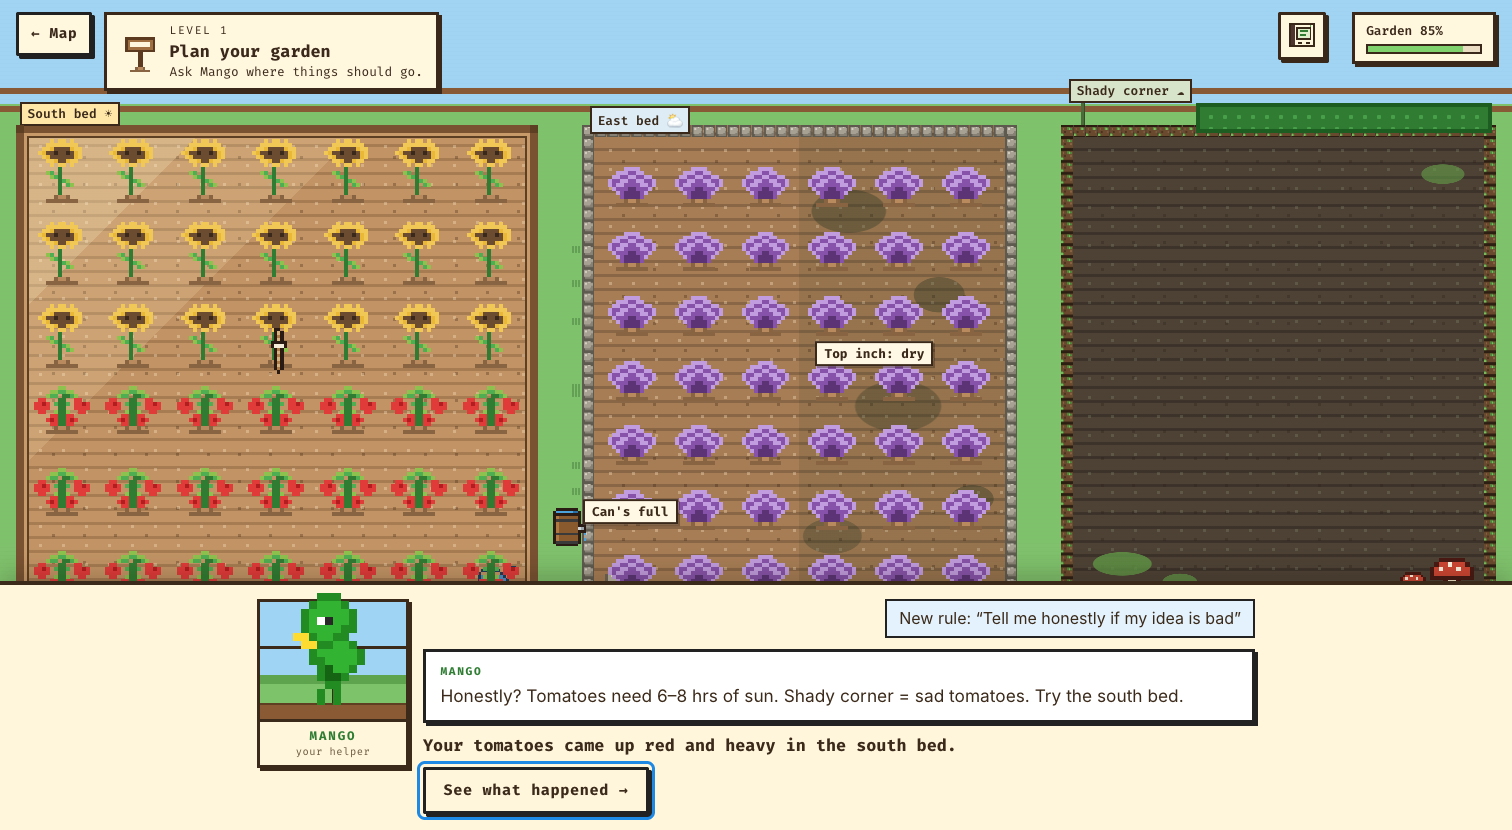 ← Map
LEVEL 1
Plan your garden
Ask Mango where things should go.
Garden 85%
South bed ☀
East bed ⛅
Shady corner ☁
Top inch: dry
Can's full
New rule: “Tell me honestly if my idea is bad”
MANGO
Honestly? Tomatoes need 6–8 hrs of sun. Shady corner = sad tomatoes. Try the south bed.
MANGO
your helper
Your tomatoes came up red and heavy in the south bed.
See what happened →